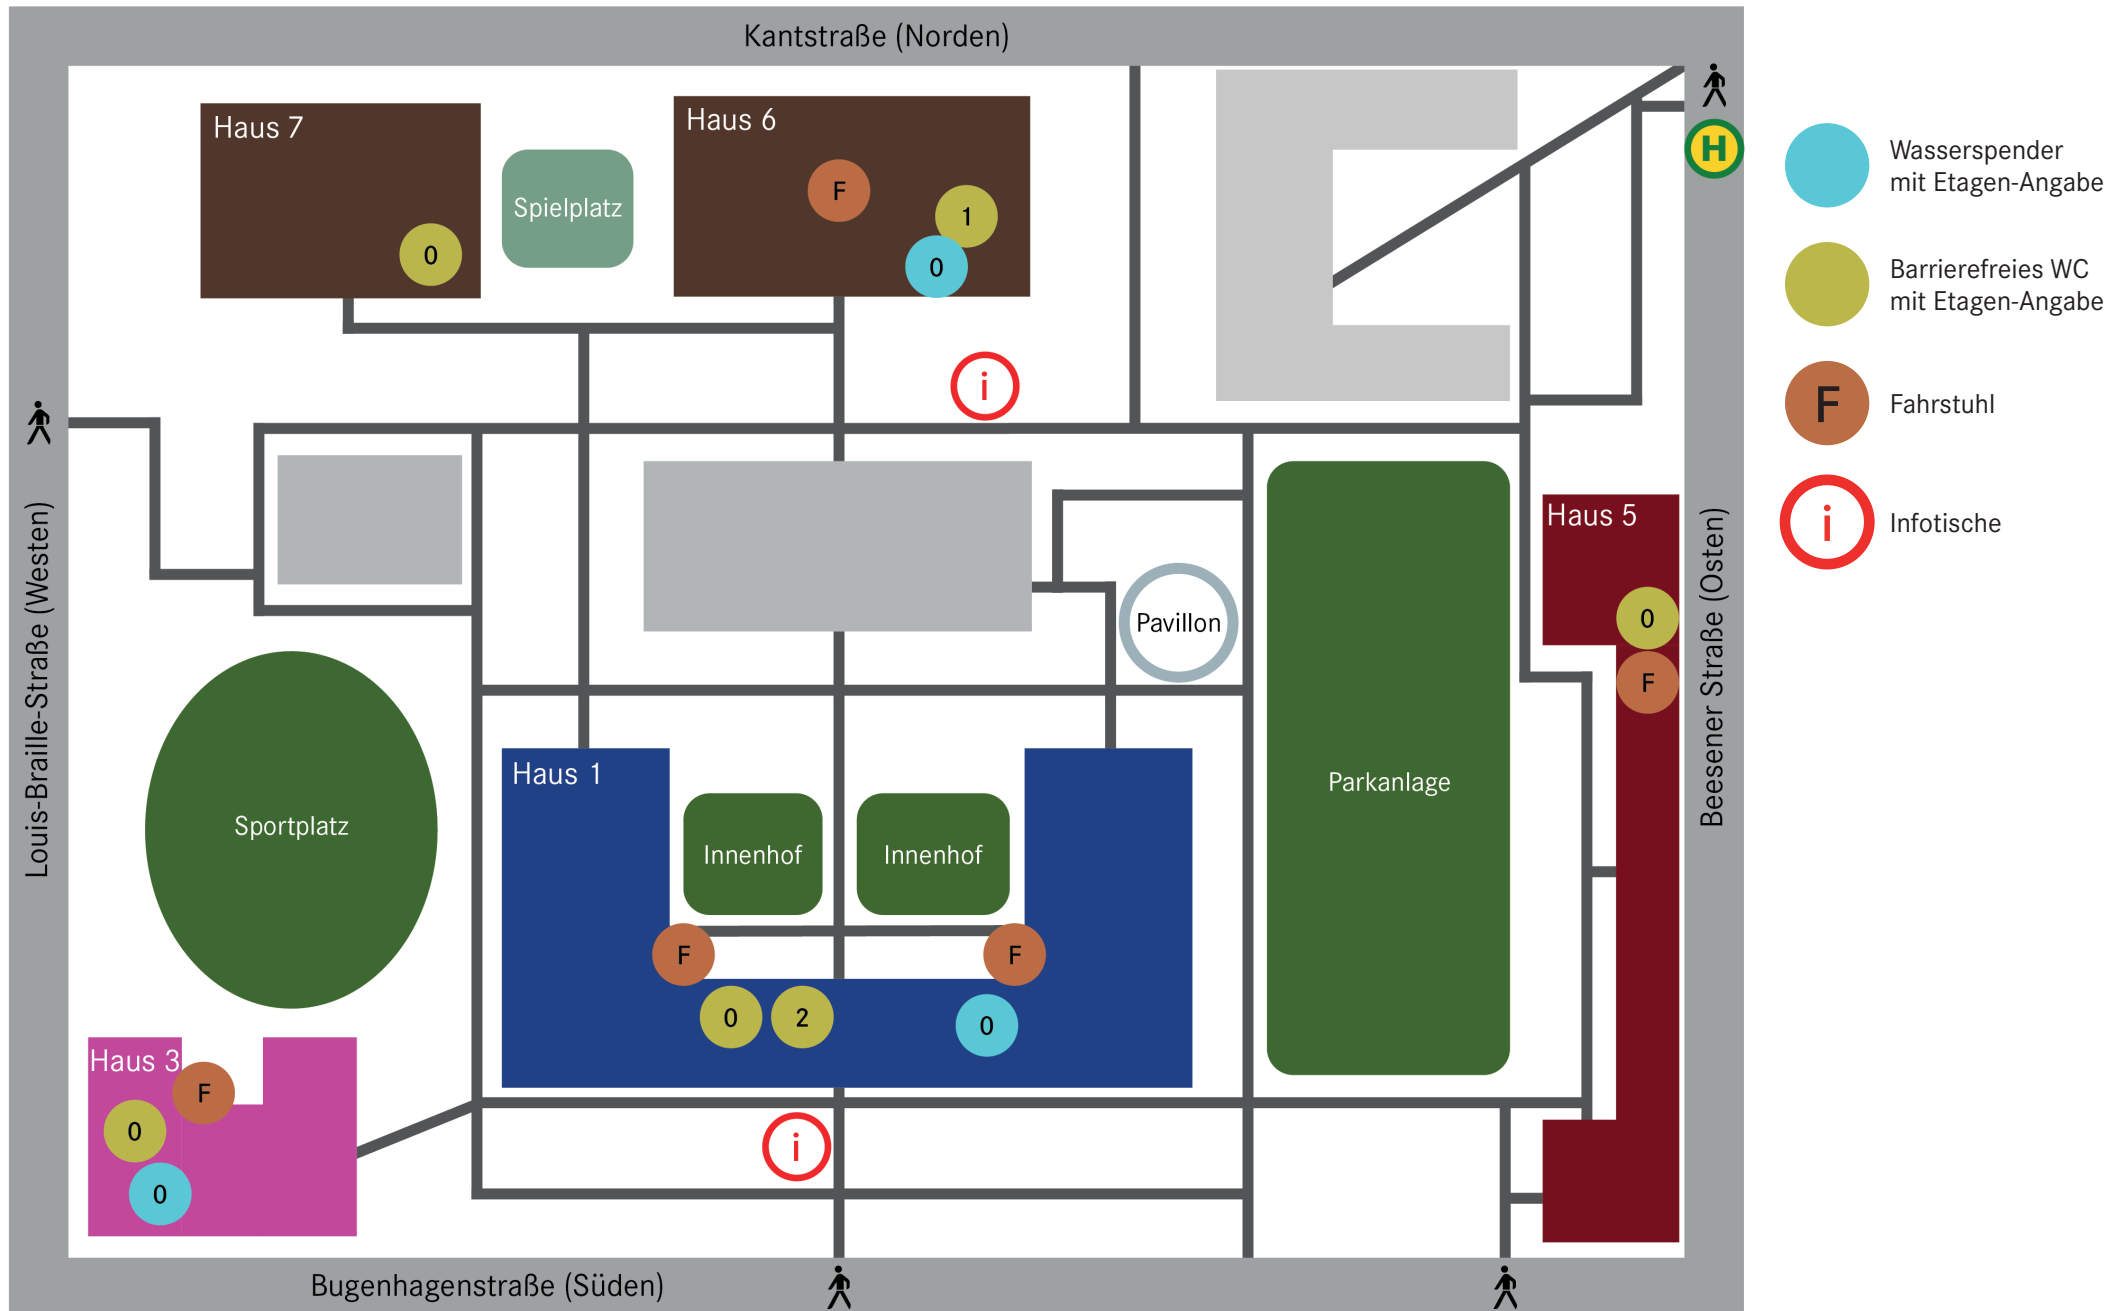 Kantstraße (Norden)
Haus 7
0
Spielplatz
Haus 6
F
1
0
H
Wasserspender
mit Etagen-Angabe
Barrierefreies WC
mit Etagen-Angabe
F
Fahrstuhl
i
Infotische
i
Louis-Braille-Straße (Westen)
Pavillon
Haus 5
0
F
Beesener Straße (Osten)
Sportplatz
Haus 1
Innenhof
Innenhof
F
F
0
2
0
Parkanlage
Haus 3
F
0
0
i
Bugenhagenstraße (Süden)